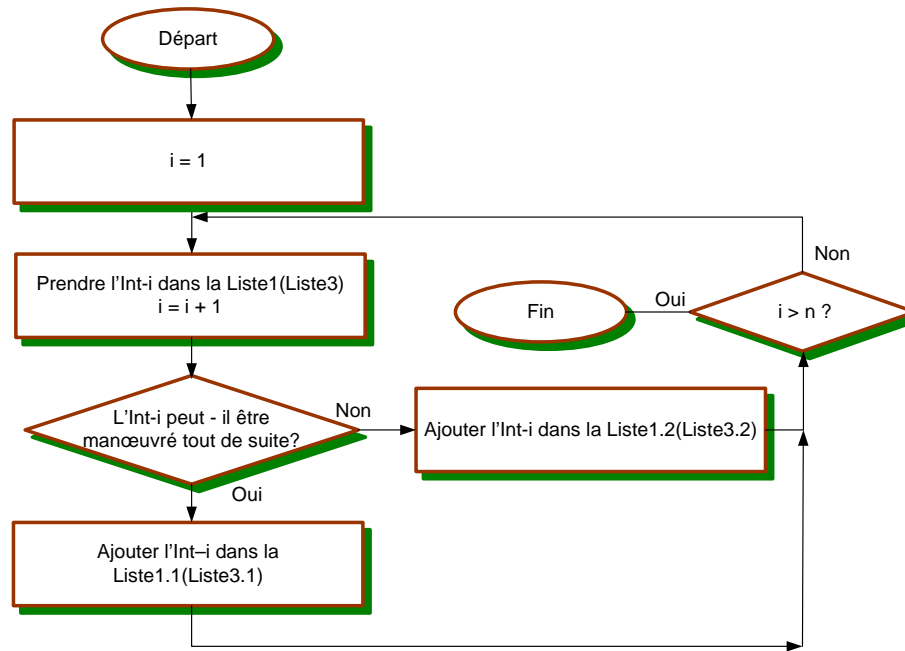 Départ
i = 1
Non
Prendre l'Int-i dans la Liste1(Liste3)
i = i + 1
Fin
Oui
i > n ?
L'Int-i peut - il être
manœuvré tout de suite?
Non
Ajouter l'Int-i dans la Liste1.2(Liste3.2)
Oui
Ajouter l'Int–i dans la
Liste1.1(Liste3.1)